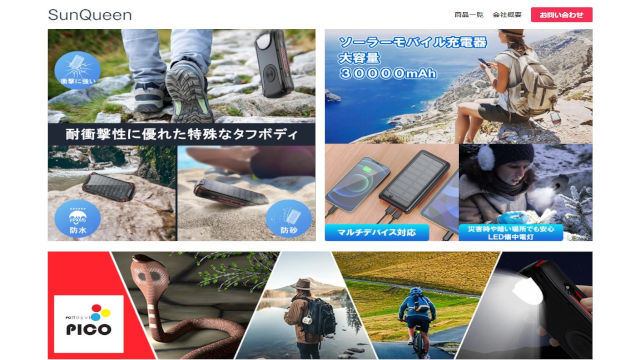 SunQueen
商品一覧 会社概要 お問い合わせ
衝撃に強い
耐衝撃性に優れた特殊なタフボディ
防水
防砂
ソーラーモバイル充電器
大容量
30000mAh
マルチデバイス対応
災害時や暗い場所でも安心
LED懐中電灯
PICO